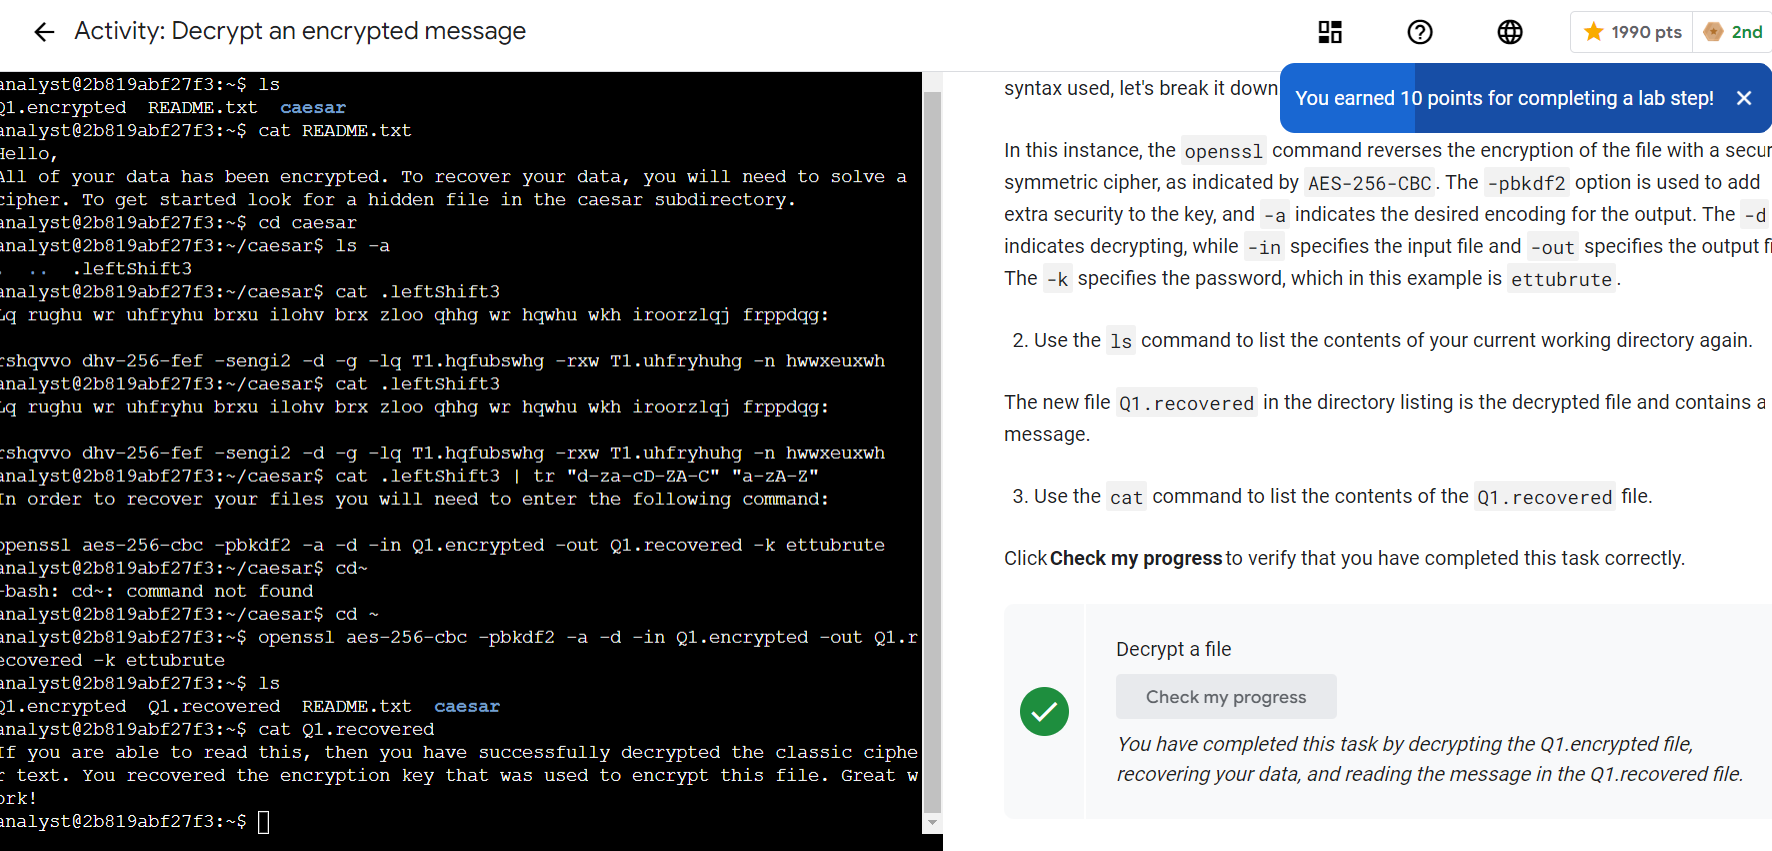 Activity: Decrypt an encrypted message
1990 pts
2nd
You earned 10 points for completing a lab step!
analyst@2b819abf27f3:~$ ls
Q1.encrypted  README.txt  caesar
analyst@2b819abf27f3:~$ cat README.txt
Hello,
All of your data has been encrypted. To recover your data, you will need to solve a
cipher. To get started look for a hidden file in the caesar subdirectory.
analyst@2b819abf27f3:~$ cd caesar
analyst@2b819abf27f3:~/caesar$ ls -a
.  ..  .leftShift3
analyst@2b819abf27f3:~/caesar$ cat .leftShift3
Lq rughu wr uhfryhu brxu ilohv brx zloo qhhg wr hqwhu wkh iroorzlqj frppdqg:
rshqvvo dhv-256-fef -sengi2 -d -g -lq T1.hqfubswhg -rxw T1.uhfryhuhg -n hwwxeuxwh
analyst@2b819abf27f3:~/caesar$ cat .leftShift3
Lq rughu wr uhfryhu brxu ilohv brx zloo qhhg wr hqwhu wkh iroorzlqj frppdqg:
rshqvvo dhv-256-fef -sengi2 -d -g -lq T1.hqfubswhg -rxw T1.uhfryhuhg -n hwwxeuxwh
analyst@2b819abf27f3:~/caesar$ cat .leftShift3 | tr "d-za-cD-ZA-C" "a-zA-Z"
In order to recover your files you will need to enter the following command:
openssl aes-256-cbc -pbkdf2 -a -d -in Q1.encrypted -out Q1.recovered -k ettubrute
analyst@2b819abf27f3:~/caesar$ cd~
-bash: cd~: command not found
analyst@2b819abf27f3:~/caesar$ cd ~
analyst@2b819abf27f3:~$ openssl aes-256-cbc -pbkdf2 -a -d -in Q1.encrypted -out Q1.r
ecovered -k ettubrute
analyst@2b819abf27f3:~$ ls
Q1.encrypted  Q1.recovered  README.txt  caesar
analyst@2b819abf27f3:~$ cat Q1.recovered
If you are able to read this, then you have successfully decrypted the classic ciphe
r text. You recovered the encryption key that was used to encrypt this file. Great w
ork!
analyst@2b819abf27f3:~$
syntax used, let's break it down
In this instance, the openssl command reverses the encryption of the file with a secur
symmetric cipher, as indicated by AES-256-CBC. The -pbkdf2 option is used to add
extra security to the key, and -a indicates the desired encoding for the output. The -d
indicates decrypting, while -in specifies the input file and -out specifies the output fi
The -k specifies the password, which in this example is ettubrute.
2. Use the ls command to list the contents of your current working directory again.
The new file Q1.recovered in the directory listing is the decrypted file and contains a
message.
3. Use the cat command to list the contents of the Q1.recovered file.
Click Check my progress to verify that you have completed this task correctly.
Decrypt a file
Check my progress
You have completed this task by decrypting the Q1.encrypted file,
recovering your data, and reading the message in the Q1.recovered file.